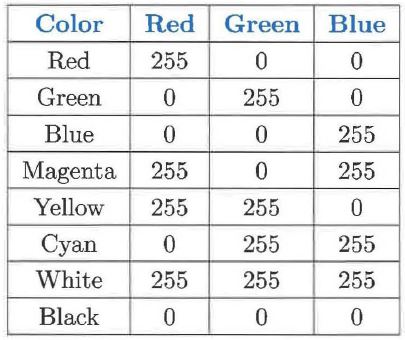 Color Red Green Blue
Red 255 0 0
Green 0 255 0
Blue 0 0 255
Magenta 255 0 255
Yellow 255 255 0
Cyan 0 255 255
White 255 255 255
Black 0 0 0